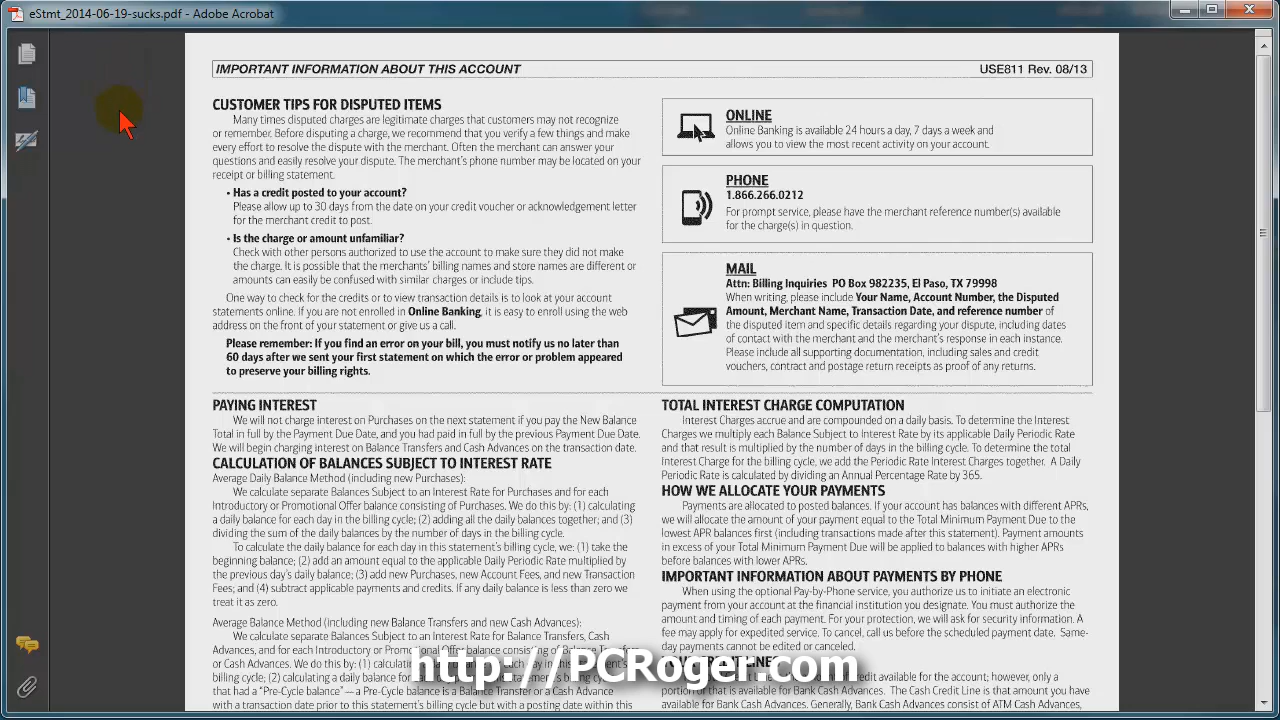 eStmt_2014-06-19-sucks.pdf - Adobe Acrobat
IMPORTANT INFORMATION ABOUT THIS ACCOUNT
USE811 Rev. 08/13
CUSTOMER TIPS FOR DISPUTED ITEMS
Many times disputed charges are legitimate charges that customers may not recognize
or remember. Before disputing a charge, we recommend that you verify a few things and make
every effort to resolve the dispute with the merchant. Often the merchant can answer your
questions and easily resolve your dispute. The merchant's phone number may be located on your
receipt or billing statement.
• Has a credit posted to your account?
Please allow up to 30 days from the date on your credit voucher or acknowledgement letter
for the merchant credit to post.
• Is the charge or amount unfamiliar?
Check with other persons authorized to use the account to make sure they did not make
the charge. It is possible that the merchants' billing names and store names are different or
amounts can easily be confused with similar charges or include tips.
One way to check for the credits or to view transaction details is to look at your account
statements online. If you are not enrolled in Online Banking, it is easy to enroll using the web
address on the front of your statement or give us a call.
Please remember: If you find an error on your bill, you must notify us no later than
60 days after we sent your first statement on which the error or problem appeared
to preserve your billing rights.
ONLINE
Online Banking is available 24 hours a day, 7 days a week and
allows you to view the most recent activity on your account.
PHONE
1.866.266.0212
For prompt service, please have the merchant reference number(s) available
for the charge(s) in question.
MAIL
Attn: Billing Inquiries PO Box 982235, El Paso, TX 79998
When writing, please include Your Name, Account Number, the Disputed
Amount, Merchant Name, Transaction Date, and reference number of
the disputed item and specific details regarding your dispute, including dates
of contact with the merchant and the merchant's response in each instance.
Please include all supporting documentation, including sales and credit
vouchers, contract and postage return receipts as proof of any returns.
PAYING INTEREST
We will not charge interest on Purchases on the next statement if you pay the New Balance
Total in full by the Payment Due Date, and you had paid in full by the previous Payment Due Date.
We will begin charging interest on Balance Transfers and Cash Advances on the transaction date.
CALCULATION OF BALANCES SUBJECT TO INTEREST RATE
Average Daily Balance Method (including new Purchases):
We calculate separate Balances Subject to an Interest Rate for Purchases and for each
Introductory or Promotional Offer balance consisting of Purchases. We do this by: (1) calculating
a daily balance for each day in the billing cycle; (2) adding all the daily balances together; and (3)
dividing the sum of the daily balances by the number of days in the billing cycle.
To calculate the daily balance for each day in this statement's billing cycle, we: (1) take the
beginning balance; (2) add an amount equal to the applicable Daily Periodic Rate multiplied by
the previous day's daily balance; (3) add new Purchases, new Account Fees, and new Transaction
Fees; and (4) subtract applicable payments and credits. If any daily balance is less than zero we
treat it as zero.
Average Balance Method (including new Balance Transfers and new Cash Advances):
We calculate separate Balances Subject to an Interest Rate for Balance Transfers, Cash
Advances, and for each Introductory or Promotional Offer balance consisting of Balance Transfers
or Cash Advances. We do this by: (1) calculating
billing cycle; (2) calculating a daily
that had a "Pre-Cycle balance" — a Pre-Cycle balance is a Balance Transfer or a Cash Advance
with a transaction date prior to this statement's billing cycle but with a posting date within this
TOTAL INTEREST CHARGE COMPUTATION
Interest Charges accrue and are compounded on a daily basis. To determine the Interest
Charges we multiply each Balance Subject to Interest Rate by its applicable Daily Periodic Rate
and that result is multiplied by the number of days in the billing cycle. To determine the total
Interest Charge for the billing cycle, we add the Periodic Rate Interest Charges together. A Daily
Periodic Rate is calculated by dividing an Annual Percentage Rate by 365.
HOW WE ALLOCATE YOUR PAYMENTS
Payments are allocated to posted balances. If your account has balances with different APRs,
we will allocate the amount of your payment equal to the Total Minimum Payment Due to the
lowest APR balances first (including transactions made after this statement). Payment amounts
in excess of your Total Minimum Payment Due will be applied to balances with higher APRs
before balances with lower APRs.
IMPORTANT INFORMATION ABOUT PAYMENTS BY PHONE
When using the optional Pay-by-Phone service, you authorize us to initiate an electronic
payment from your account at the financial institution you designate. You must authorize the
amount and timing of each payment. For your protection, we will ask for security information. A
fee may apply for expedited service. To cancel, call us before the scheduled payment date. Same-
day payments cannot be edited or canceled.
credit available for the account; however, only a
portion of that is available for Bank Cash Advances. The Cash Credit Line is that amount you have
available for Bank Cash Advances. Generally, Bank Cash Advances consist of ATM Cash Advances,
http://PCRoger.com